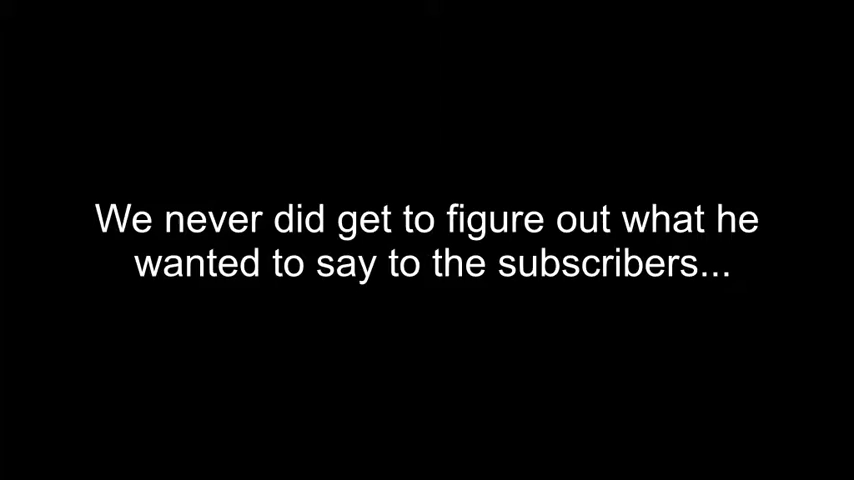 We never did get to figure out what he
wanted to say to the subscribers...